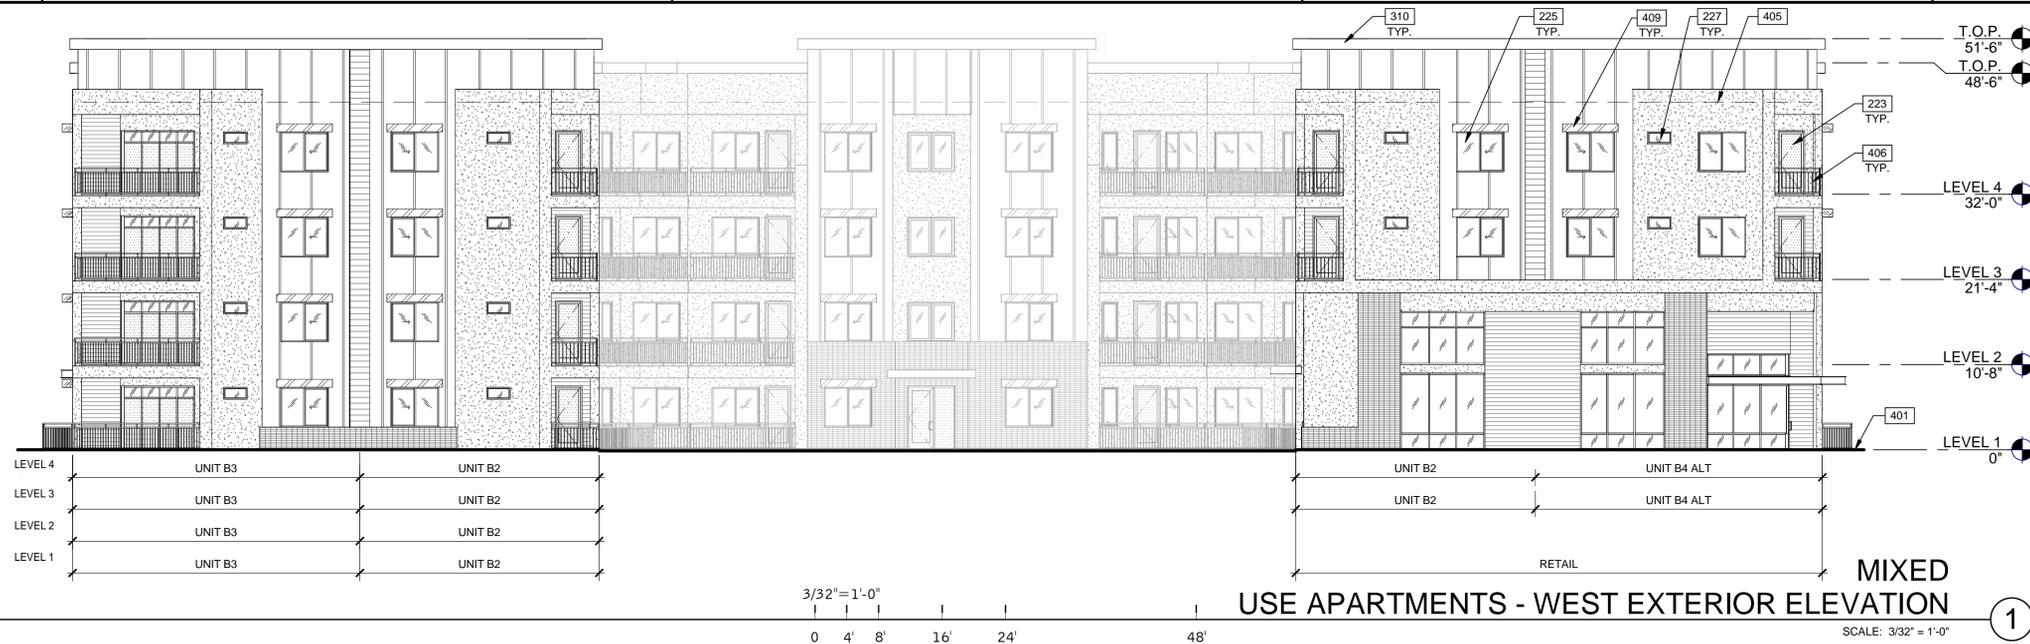 310
TYP.
225
TYP.
409
TYP.
227
TYP.
405
T.O.P.
51'-6"
T.O.P.
48'-6"
223
TYP.
406
TYP.
LEVEL 4
32'-0"
LEVEL 3
21'-4"
LEVEL 2
10'-8"
401
LEVEL 1
0"
LEVEL 4 UNIT B3 UNIT B2 UNIT B2 UNIT B4 ALT
LEVEL 3 UNIT B3 UNIT B2 UNIT B2 UNIT B4 ALT
LEVEL 2 UNIT B3 UNIT B2
LEVEL 1 UNIT B3 UNIT B2 RETAIL
3/32"=1'-0"
0 4' 8' 16' 24' 48'
MIXED
USE APARTMENTS - WEST EXTERIOR ELEVATION
SCALE: 3/32" = 1'-0"
1